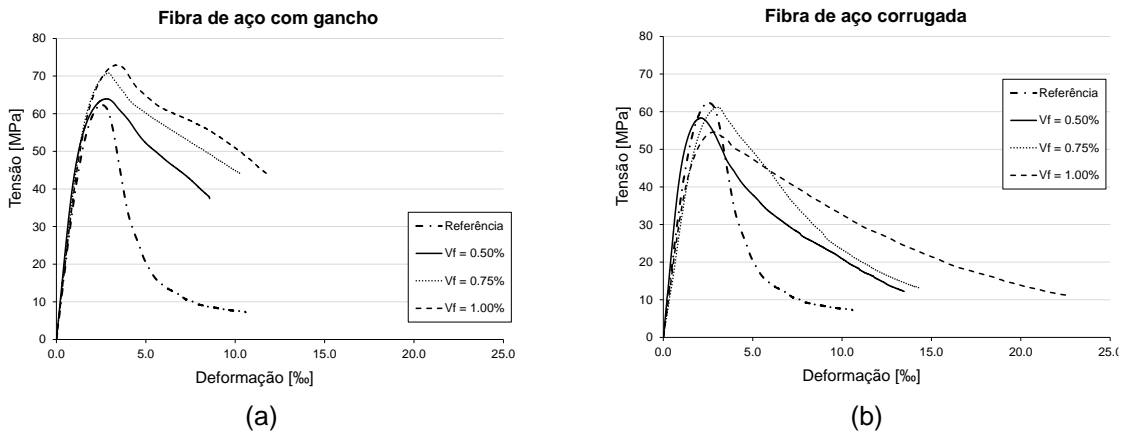 Fibra de aço com gancho
80
70
60
50
40
30
20
10
0
Tensão [MPa]
0.0 5.0 10.0 15.0 20.0 25.0
Deformação [‰]
Referência
Vf = 0.50%
Vf = 0.75%
Vf = 1.00%
(a)
Fibra de aço corrugada
80
70
60
50
40
30
20
10
0
Tensão [MPa]
0.0 5.0 10.0 15.0 20.0 25.0
Deformação [‰]
Referência
Vf = 0.50%
Vf = 0.75%
Vf = 1.00%
(b)